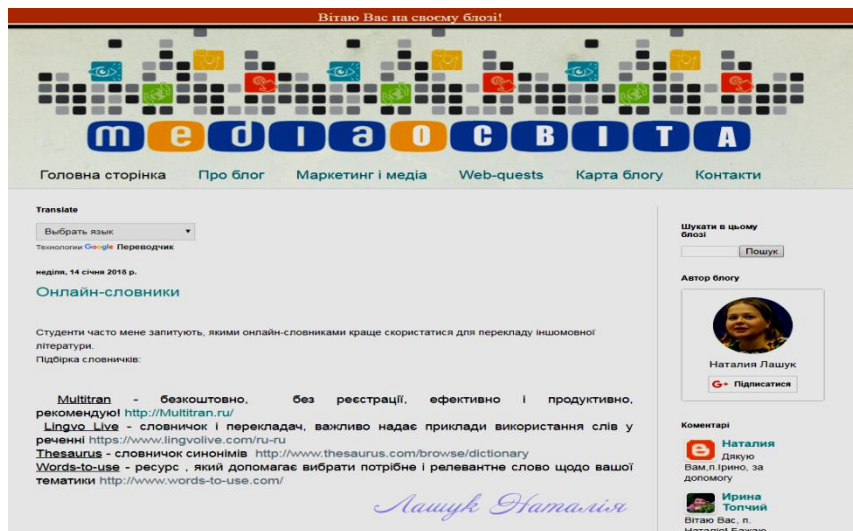 Вітаю Вас на своєму блозі!
mediaОСВІТА
Головна сторінка Про блог Маркетинг і медіа Web-quests Карта блогу Контакти
Translate
Выбрать язык
Технологии Google Переводчик
неділя, 14 січня 2018 р.
Онлайн-словники
Студенти часто мене запитують, якими онлайн-словниками краще скористатися для перекладу іншомовної
літератури.
Підбірка словничків:
Multitran - безкоштовно, без реєстрації, ефективно і продуктивно,
рекомендую! http://Multitran.ru/
Lingvo Live - словничок і перекладач, важливо надає приклади використання слів у
реченні https://www.lingvolive.com/ru-ru
Thesaurus - словничок синонімів http://www.thesaurus.com/browse/dictionary
Words-to-use - ресурс , який допомагає вибрати потрібне і релевантне слово щодо вашої
тематики http://www.words-to-use.com/
Лашук Наталія
Шукати в цьому
блозі
Пошук
Автор блогу
Наталия Лащук
G+ Підписатися
Коментарі
Наталия
Дякую
Вам,п.Ірино, за
допомогу
Ирина
Топчий
Вітаю Вас, п.
Наталія! Бажаю